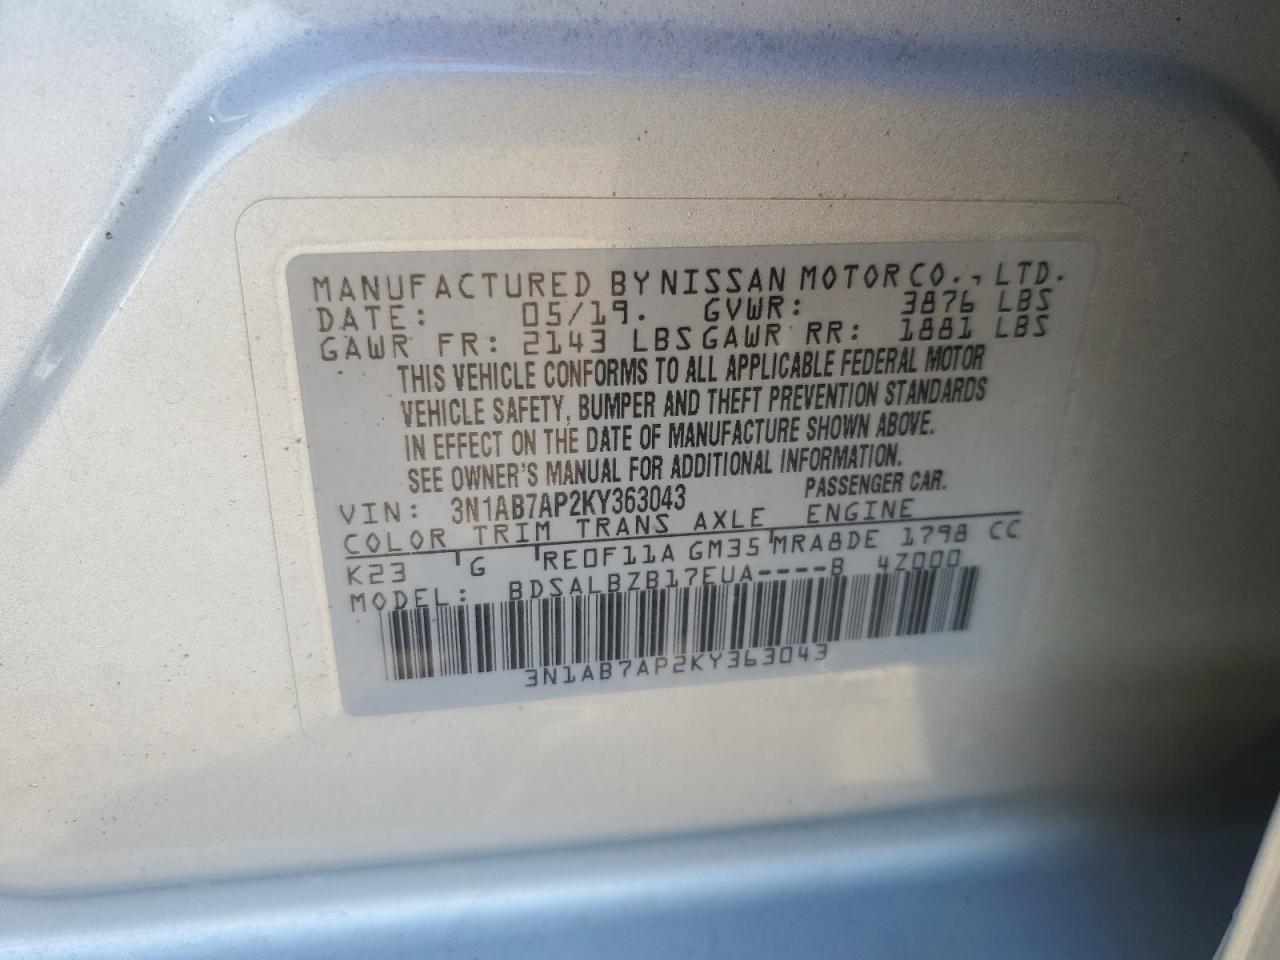 MANUFACTURED BY NISSAN MOTOR CO., LTD.
DATE: 05/19. GVWR: 3876 LBS
GAWR FR: 2143 LBS GAWR RR: 1881 LBS
THIS VEHICLE CONFORMS TO ALL APPLICABLE FEDERAL MOTOR
VEHICLE SAFETY, BUMPER AND THEFT PREVENTION STANDARDS
IN EFFECT ON THE DATE OF MANUFACTURE SHOWN ABOVE.
SEE OWNER'S MANUAL FOR ADDITIONAL INFORMATION.
VIN: 3N1AB7AP2KY363043 PASSENGER CAR.
COLOR TRIM TRANS AXLE ENGINE
K23 G RE0F11A GM35 MRA8DE 1798 CC
MODEL: BDSALBZB17EUA----B 4Z000
3N1AB7AP2KY363043